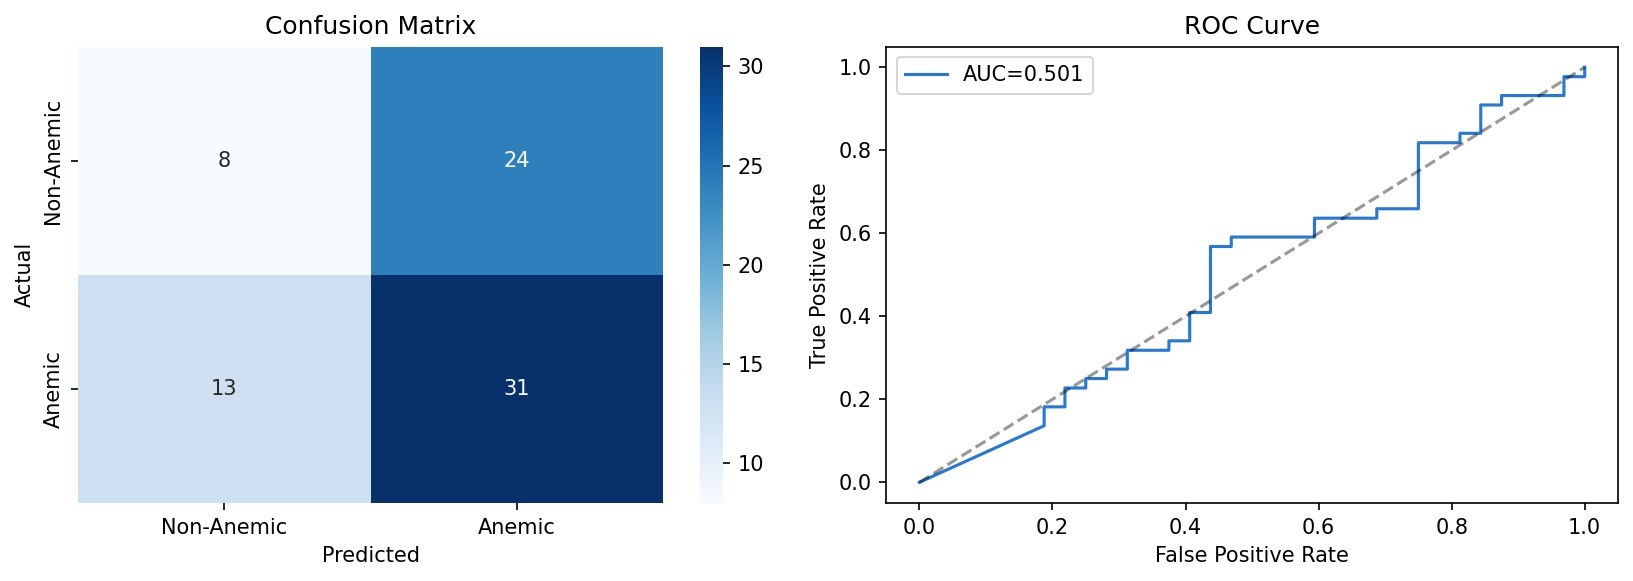 Confusion Matrix
Actual
Non-Anemic
Anemic
8
24
13
31
Non-Anemic
Anemic
Predicted
30
25
20
15
10
ROC Curve
AUC=0.501
True Positive Rate
1.0
0.8
0.6
0.4
0.2
0.0
0.0
0.2
0.4
0.6
0.8
1.0
False Positive Rate